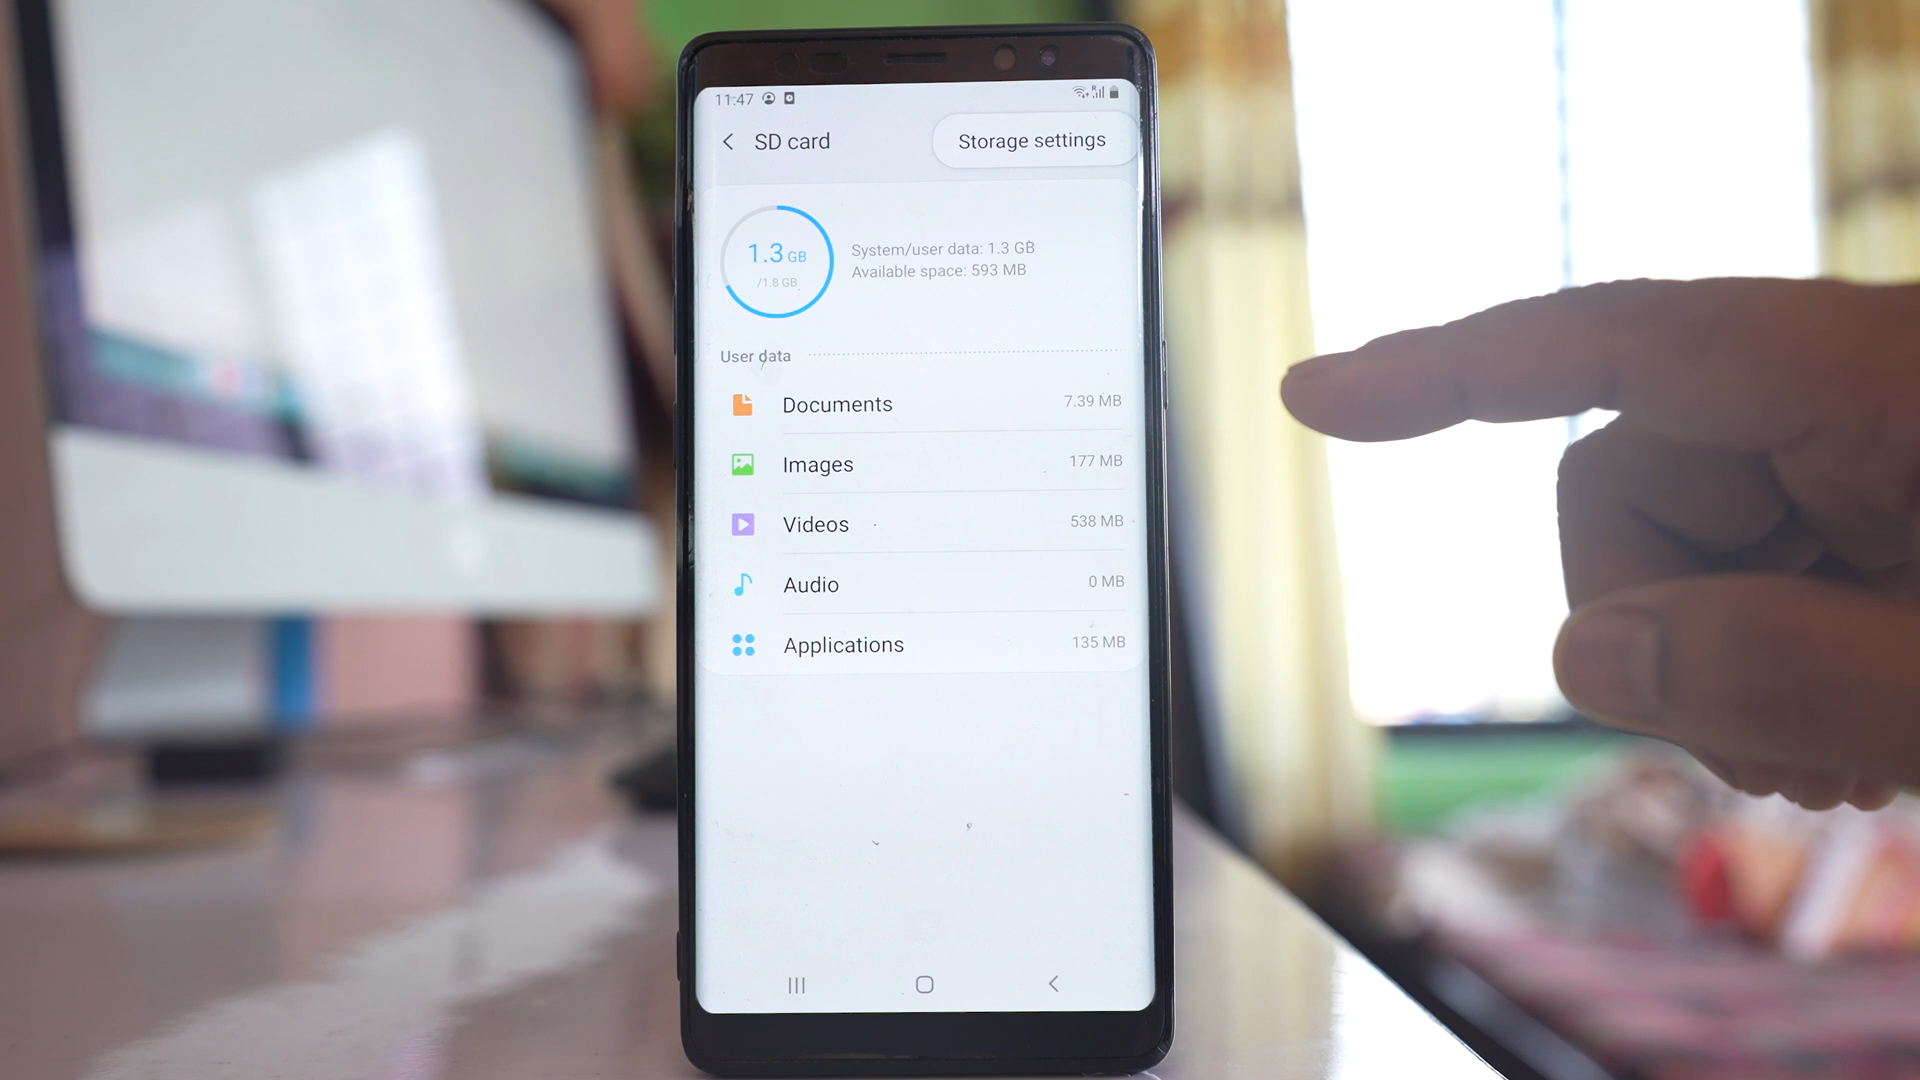 11:47
SD card
Storage settings
1.3 GB
/1.8 GB
System/user data: 1.3 GB
Available space: 593 MB
User data
Documents 7.39 MB
Images 177 MB
Videos 538 MB
Audio 0 MB
Applications 135 MB